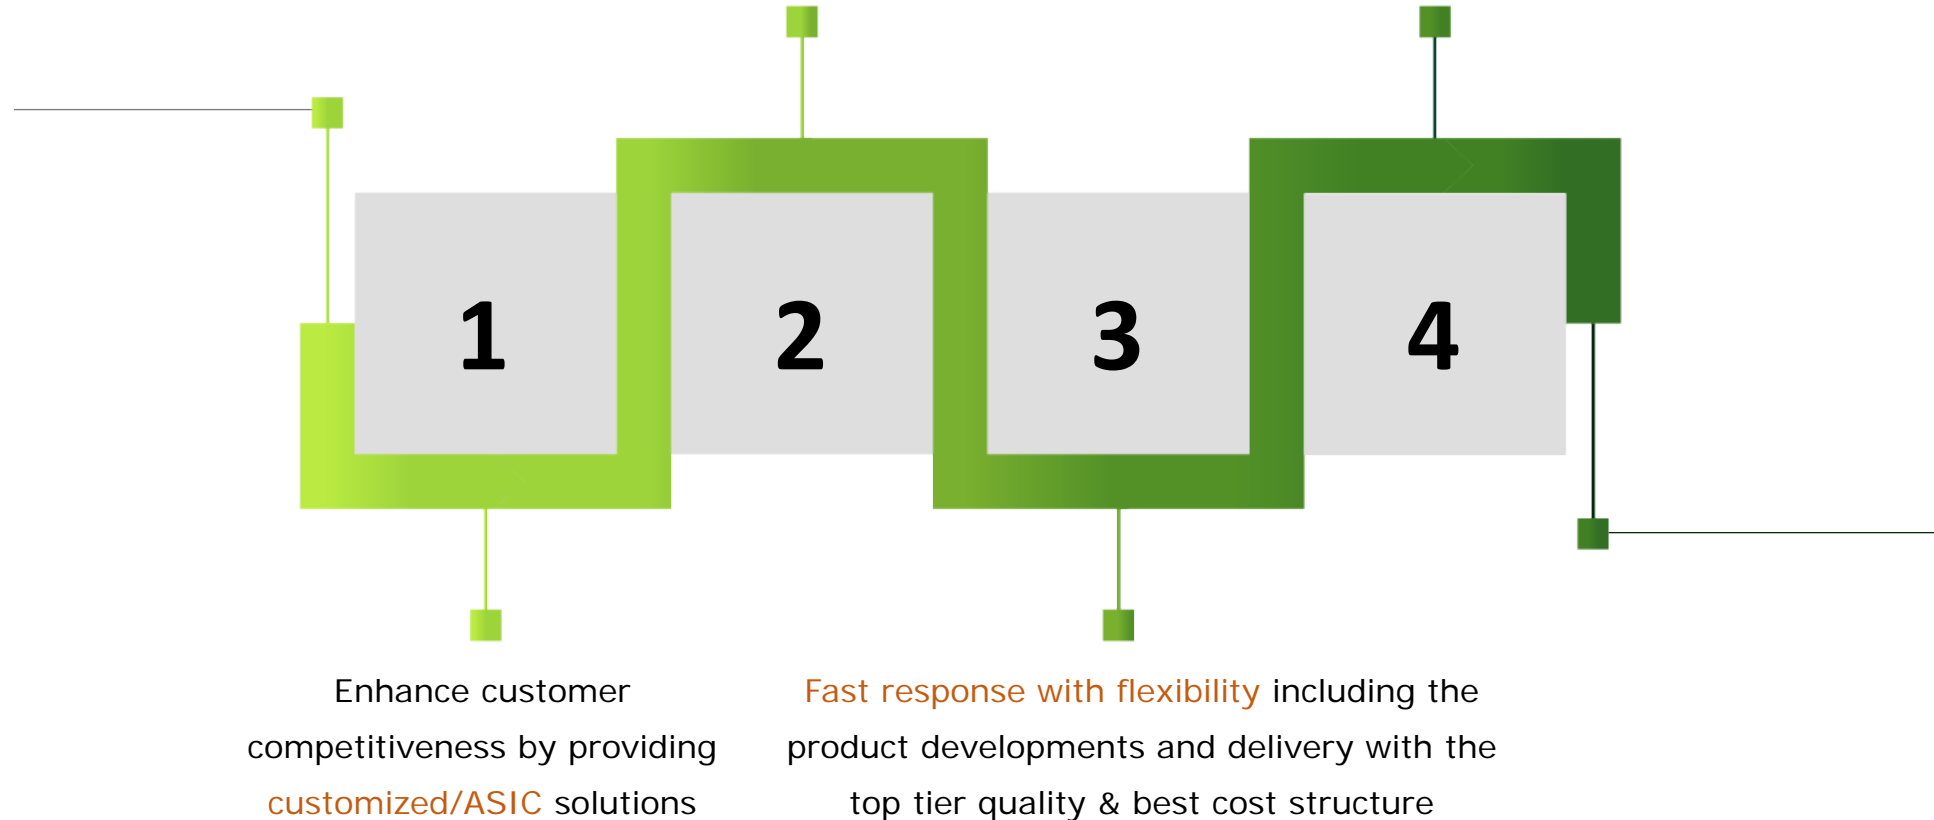 1 2 3 4
Enhance customer
competitiveness by providing
customized/ASIC solutions
Fast response with flexibility including the
product developments and delivery with the
top tier quality & best cost structure